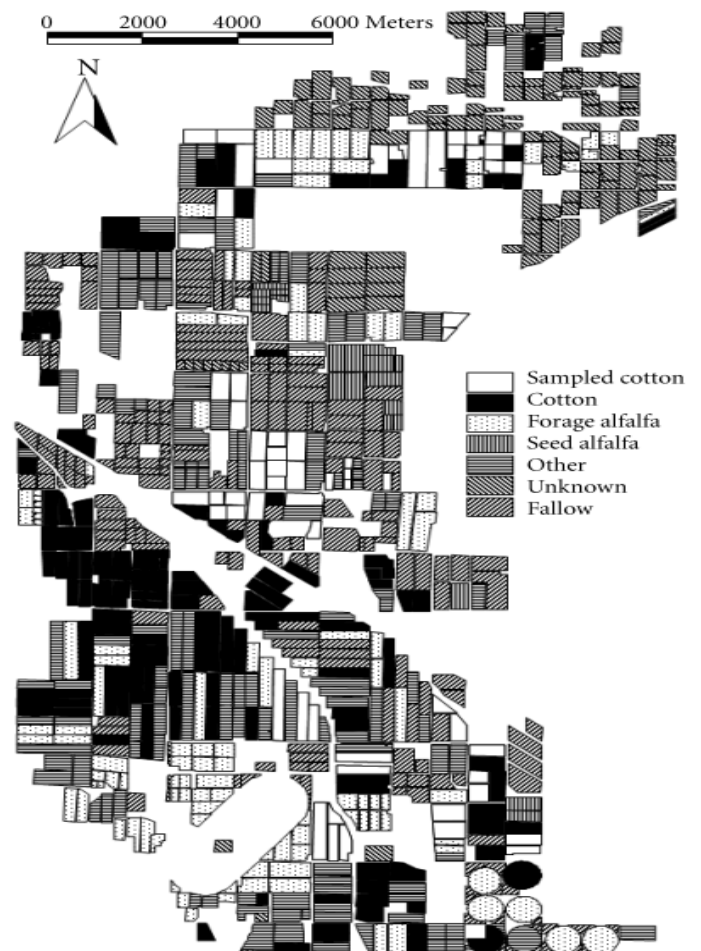 0 2000 4000 6000 Meters
N
Sampled cotton
Cotton
Forage alfalfa
Seed alfalfa
Other
Unknown
Fallow